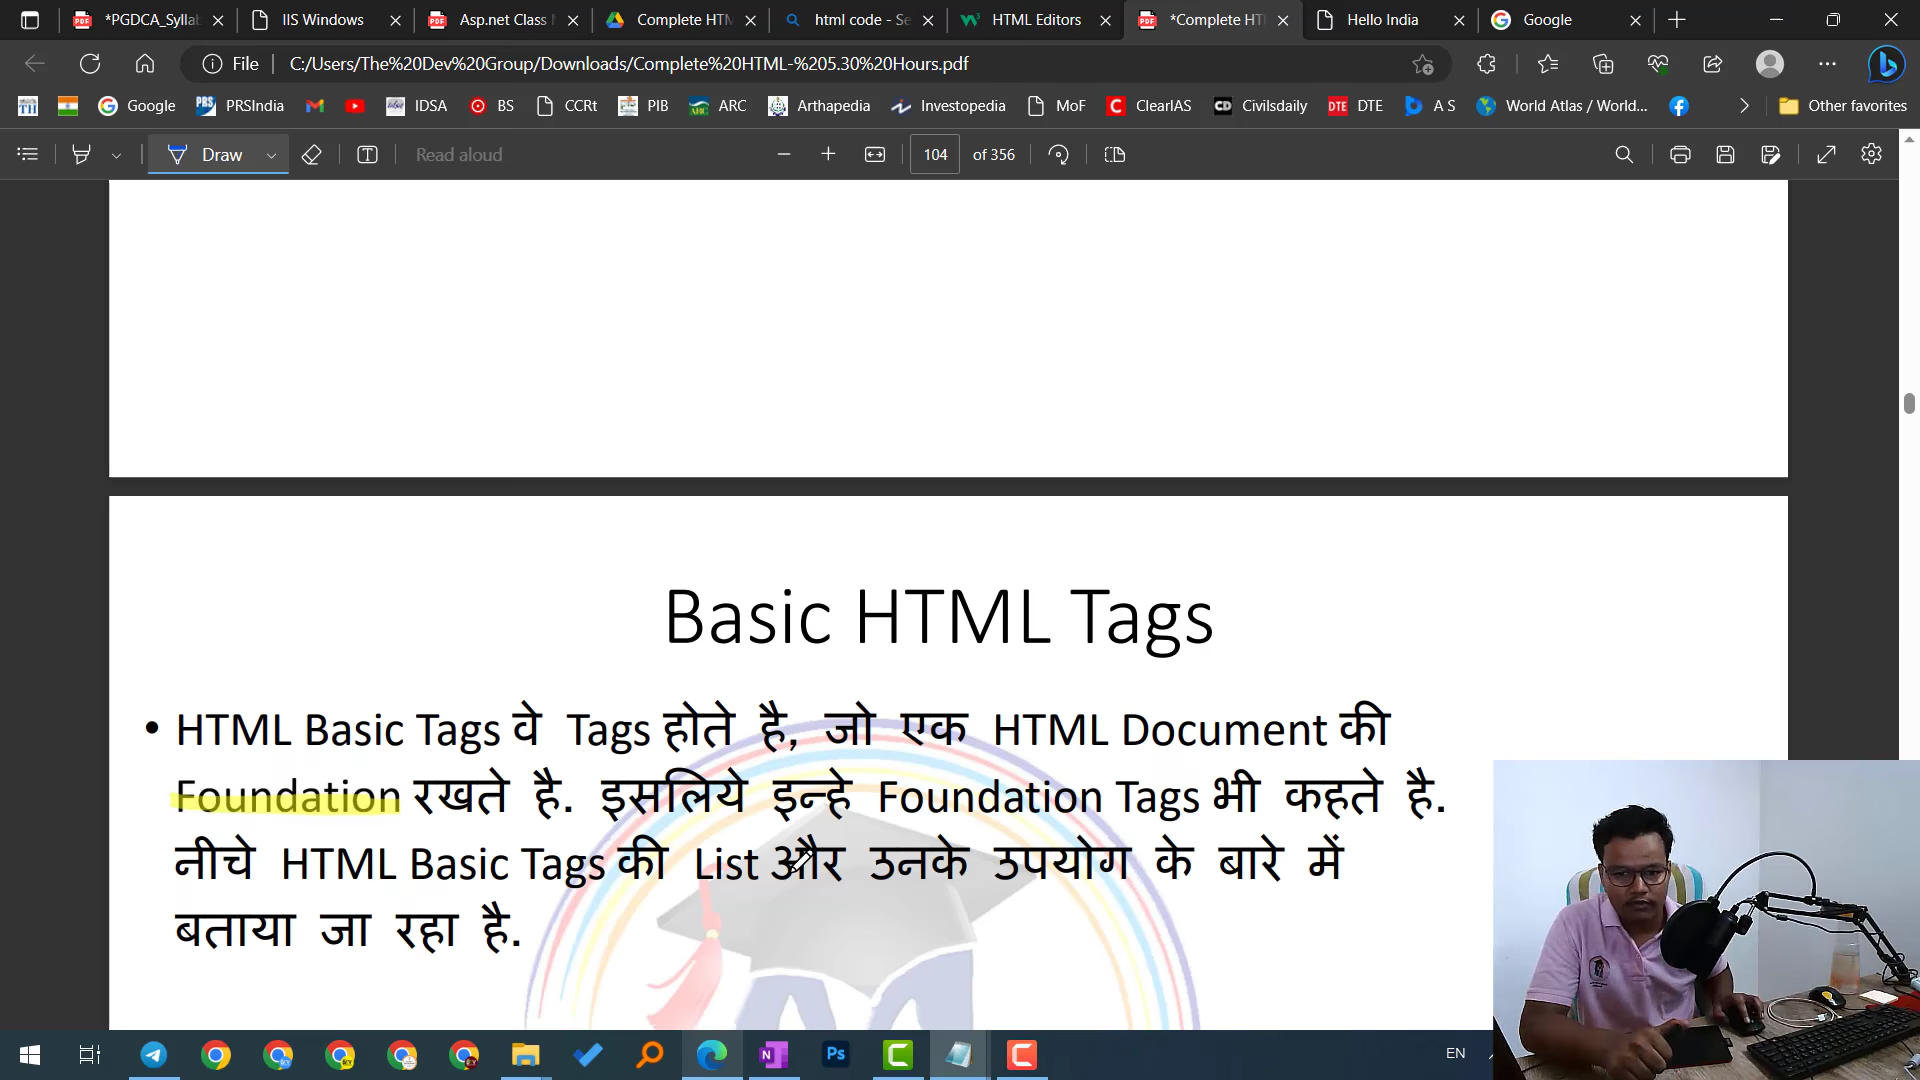 *PGDCA_Syllab
IIS Windows
Asp.net Class
Complete HTM
html code - Se
HTML Editors
*Complete HT
Hello India
Google
File
C:/Users/The%20Dev%20Group/Downloads/Complete%20HTML-%205.30%20Hours.pdf
Google
PRSIndia
IDSA
BS
CCRt
PIB
ARC
Arthapedia
Investopedia
MoF
ClearIAS
Civilsdaily
DTE
A S
World Atlas / World...
Other favorites
Draw
Read aloud
104 of 356
Basic HTML Tags
• HTML Basic Tags वे Tags होते है, जो एक HTML Document की
Foundation रखते है. इसलिये इन्हे Foundation Tags भी कहते है.
नीचे HTML Basic Tags की List और उनके उपयोग के बारे में
बताया जा रहा है.
EN